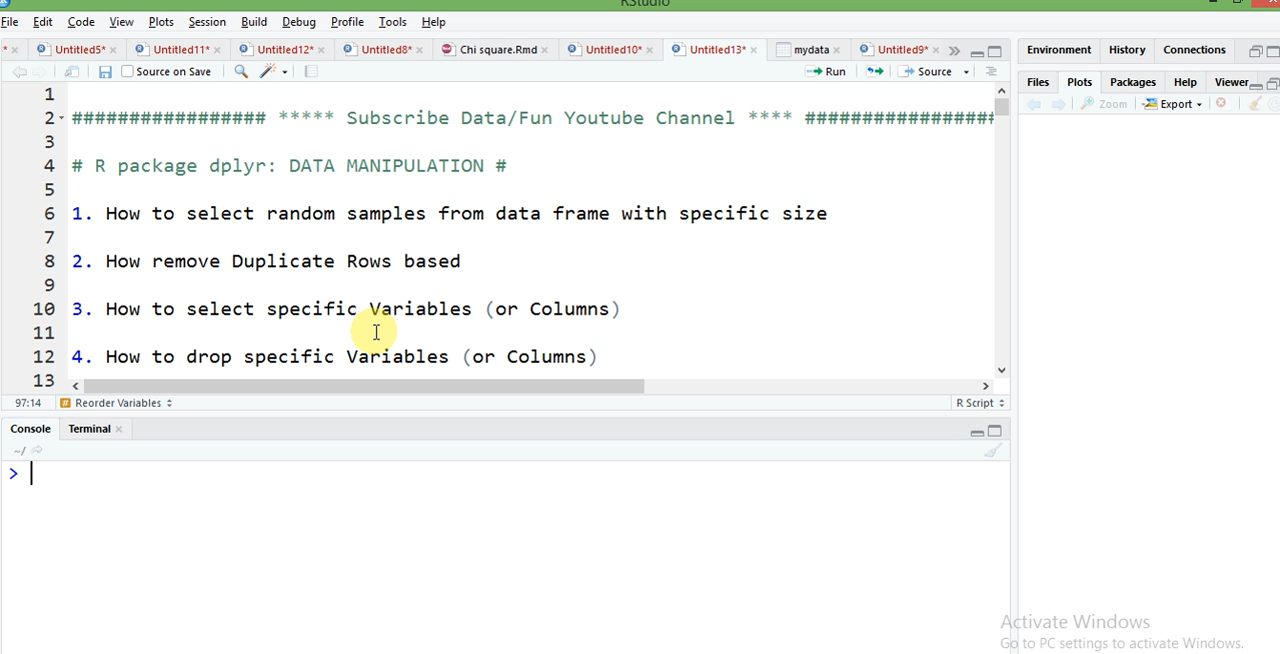 RStudio
File Edit Code View Plots Session Build Debug Profile Tools Help
* Untitled5* Untitled11* Untitled12* Untitled8* Chi square.Rmd Untitled10* Untitled13* mydata Untitled9*
Environment History Connections
Source on Save Run Source
Files Plots Packages Help Viewer
Zoom Export
1
2 ################# ***** Subscribe Data/Fun Youtube Channel **** #################
3
4 # R package dplyr: DATA MANIPULATION #
5
6 1. How to select random samples from data frame with specific size
7
8 2. How remove Duplicate Rows based
9
10 3. How to select specific Variables (or Columns)
11
12 4. How to drop specific Variables (or Columns)
13
97:14 # Reorder Variables R Script
Console Terminal
~/
>
Activate Windows
Go to PC settings to activate Windows.